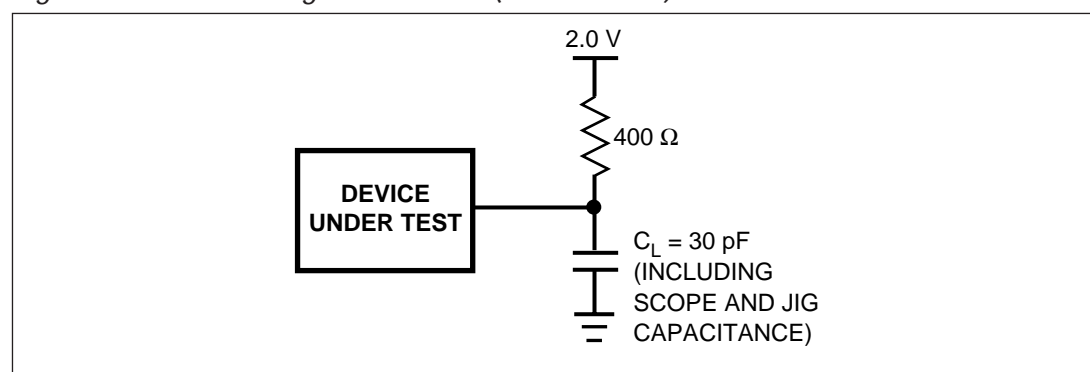 2.0 V
400 Ω
DEVICE
UNDER TEST
C_L = 30 pF
(INCLUDING
SCOPE AND JIG
CAPACITANCE)